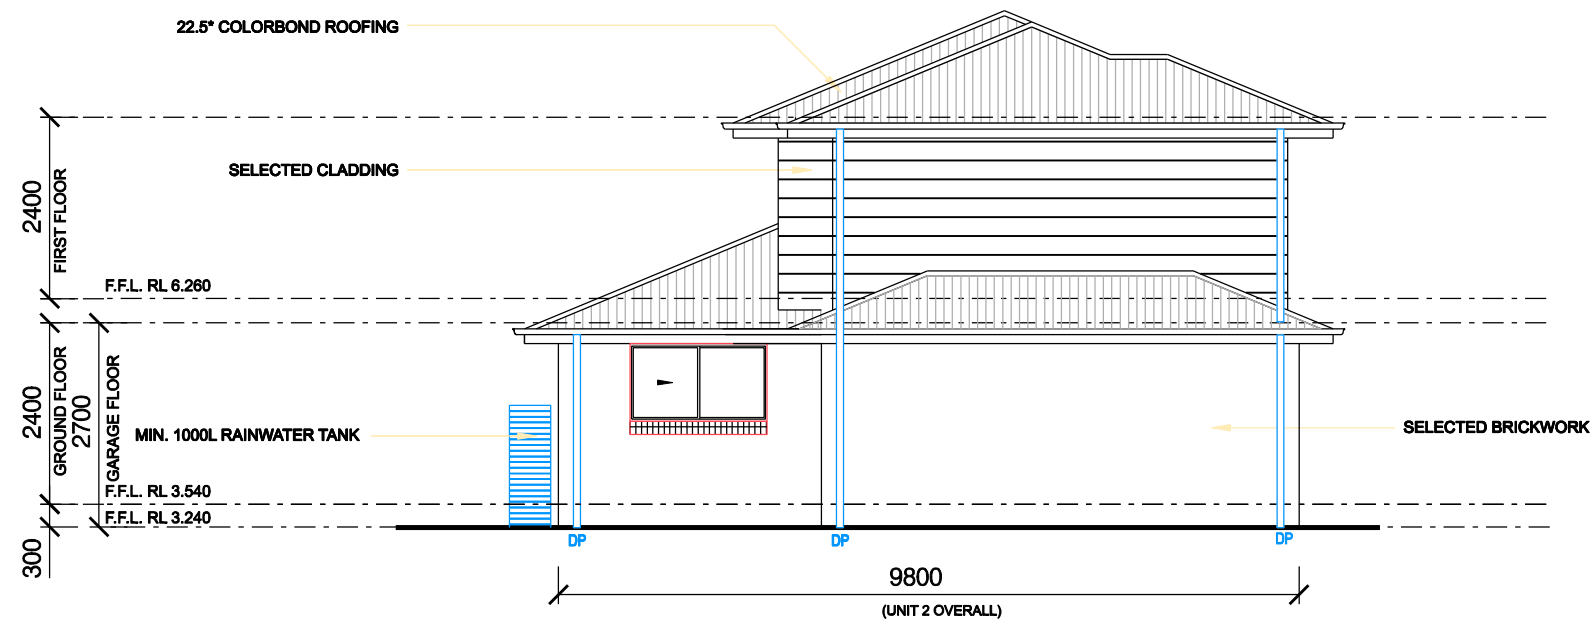 22.5* COLORBOND ROOFING
SELECTED CLADDING
2400
FIRST FLOOR
F.F.L. RL 6.260
2400
GROUND FLOOR
2700
GARAGE FLOOR
MIN. 1000L RAINWATER TANK
SELECTED BRICKWORK
F.F.L. RL 3.540
F.F.L. RL 3.240
300
DP
DP
DP
9800
(UNIT 2 OVERALL)